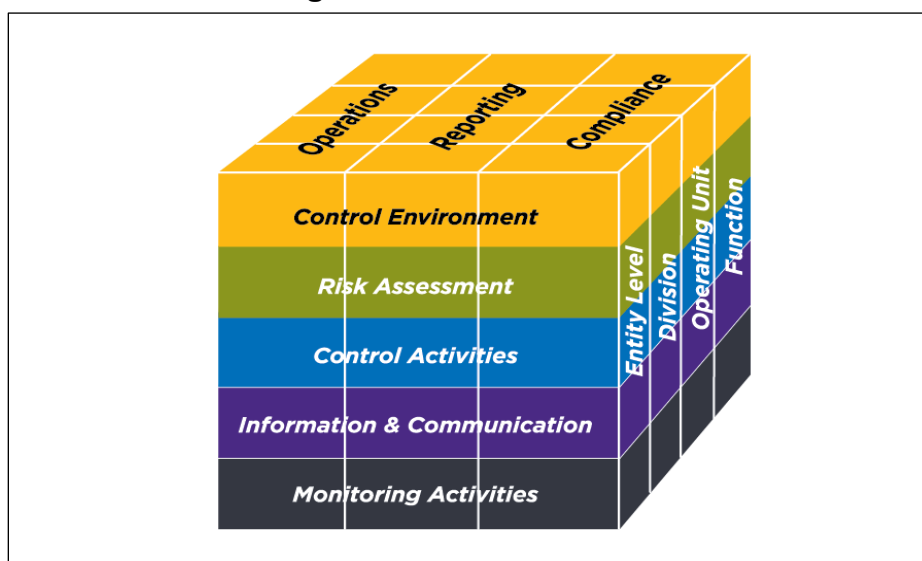 Operations
Reporting
Compliance
Control Environment
Risk Assessment
Control Activities
Information & Communication
Monitoring Activities
Entity Level
Division
Operating Unit
Function